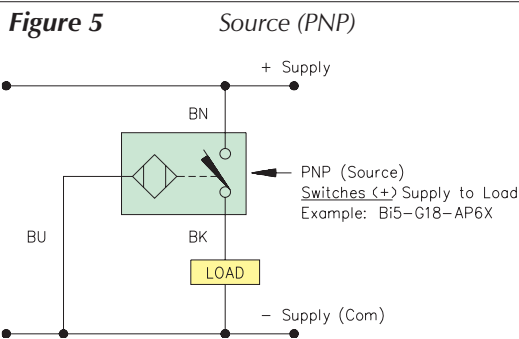 Figure 5 Source (PNP)
+ Supply
BN
PNP (Source)
Switches (+) Supply to Load
Example: Bi5-G18-AP6X
BU
BK
LOAD
- Supply (Com)